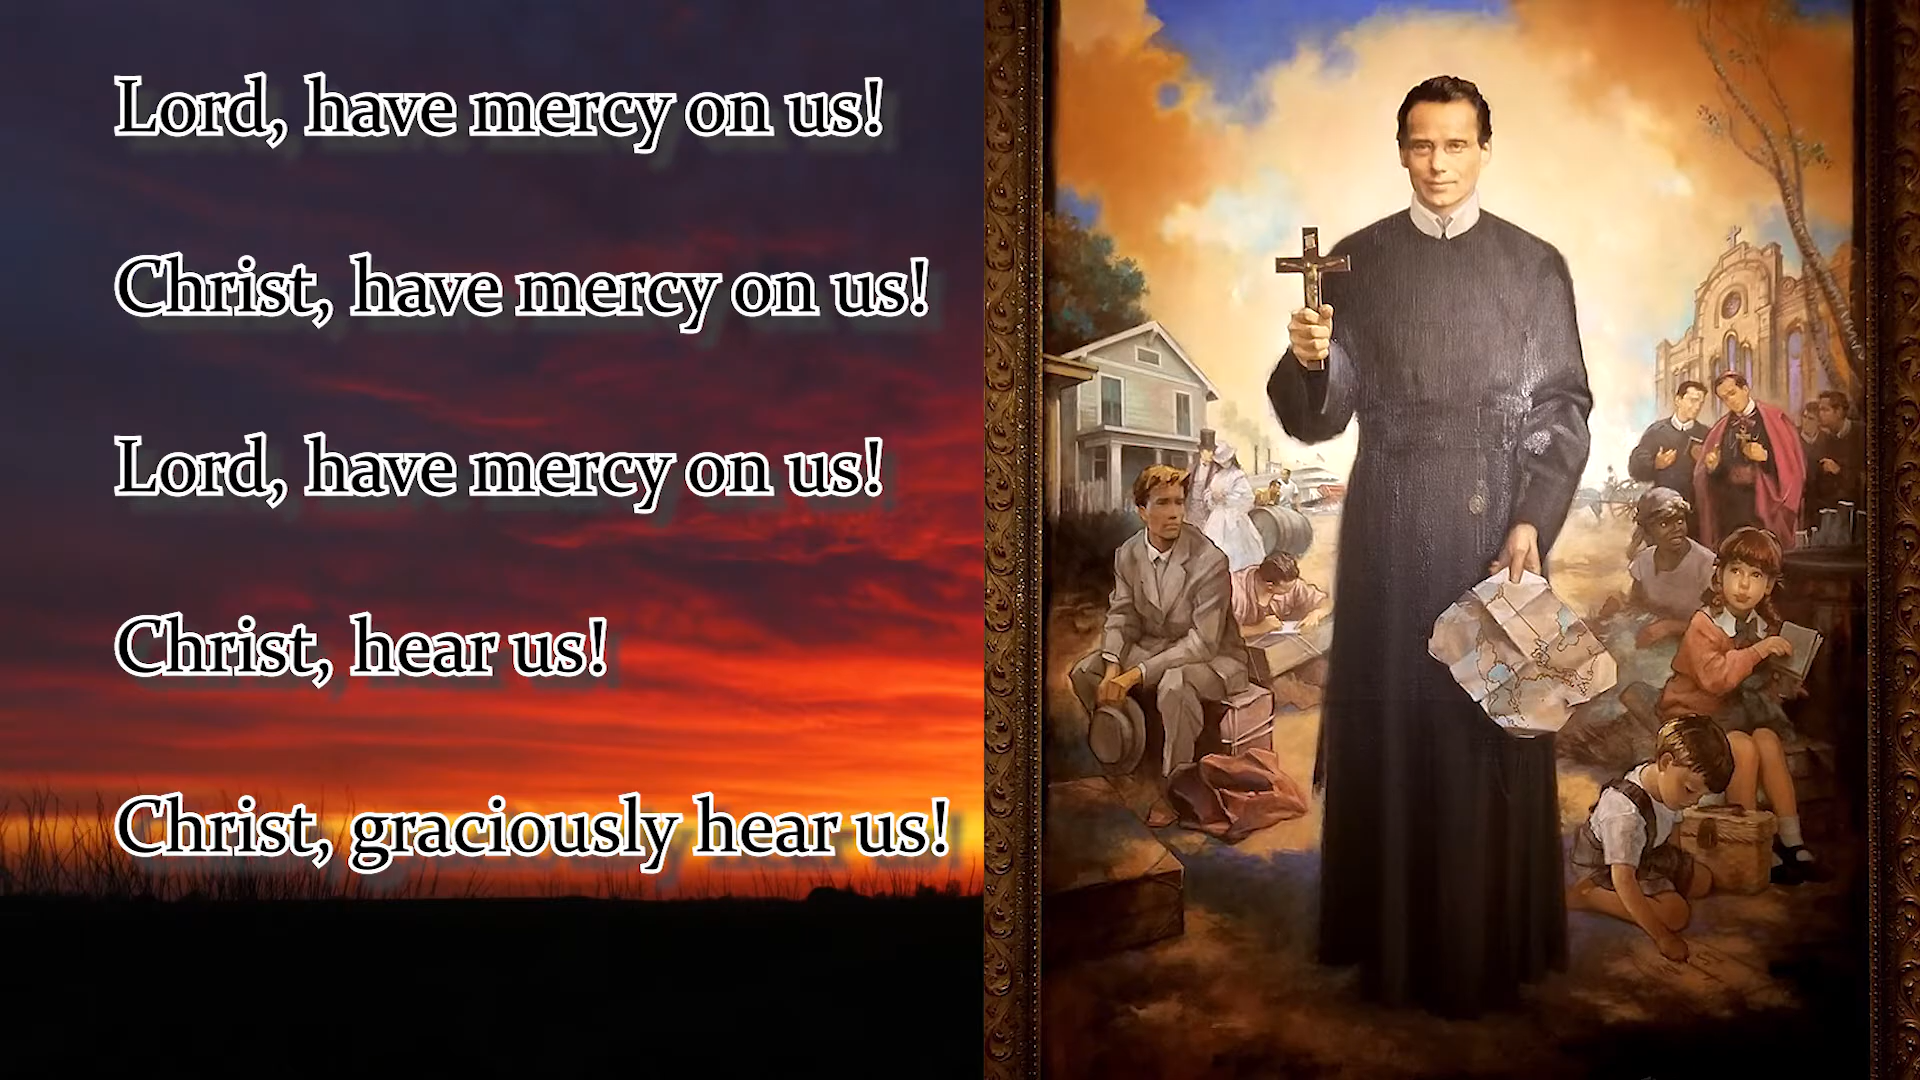 Lord, have mercy on us!
Christ, have mercy on us!
Lord, have mercy on us!
Christ, hear us!
Christ, graciously hear us!